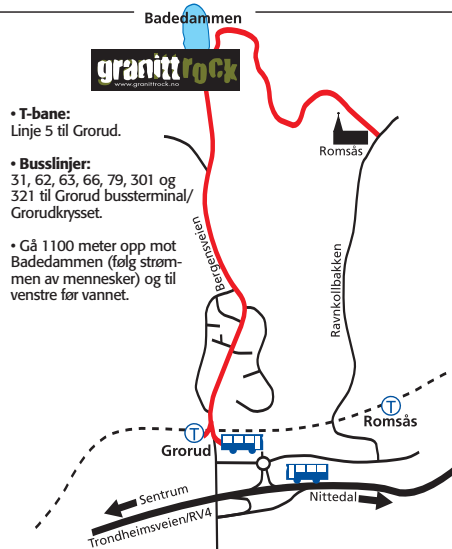 Badedammen
granittrock
www.granittrock.no
• T-bane:
Linje 5 til Grorud.
• Busslinjer:
31, 62, 63, 66, 79, 301 og
321 til Grorud bussterminal/
Grorudkrysset.
• Gå 1100 meter opp mot
Badedammen (følg strøm-
men av mennesker) og til
venstre før vannet.
Romsås
Bergensveien
Ravnkollbakken
T
Romsås
T
Grorud
Sentrum
Nittedal
Trondheimsveien/RV4